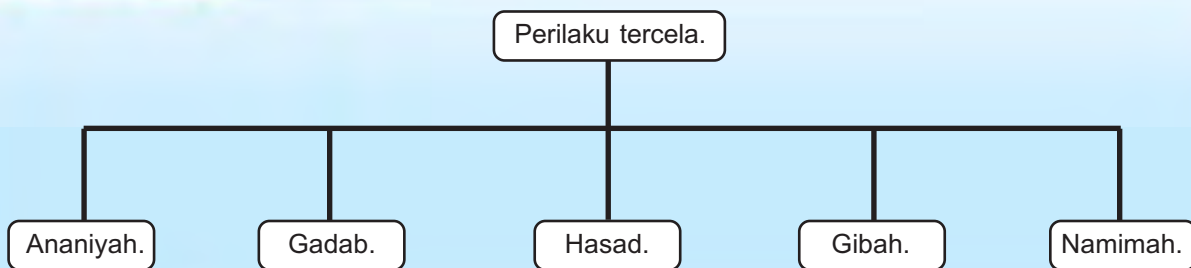 Perilaku tercela.
Ananiyah.
Gadab.
Hasad.
Gibah.
Namimah.